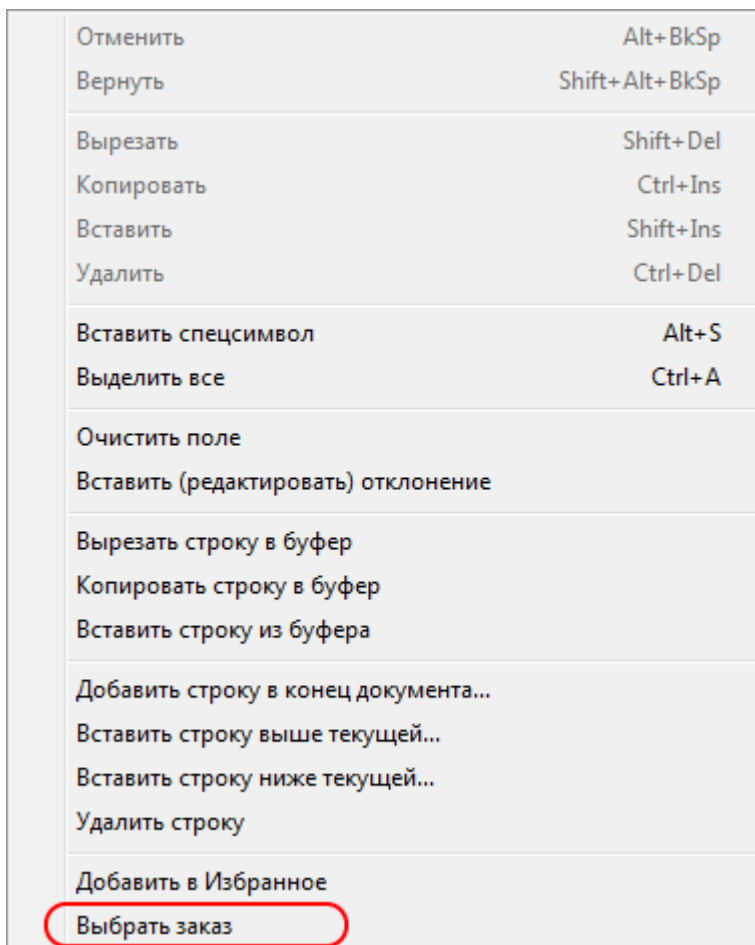 Отменить Alt+BkSp
Вернуть Shift+Alt+BkSp
Вырезать Shift+Del
Копировать Ctrl+Ins
Вставить Shift+Ins
Удалить Ctrl+Del
Вставить спецсимвол Alt+S
Выделить все Ctrl+A
Очистить поле
Вставить (редактировать) отклонение
Вырезать строку в буфер
Копировать строку в буфер
Вставить строку из буфера
Добавить строку в конец документа...
Вставить строку выше текущей...
Вставить строку ниже текущей...
Удалить строку
Добавить в Избранное
Выбрать заказ